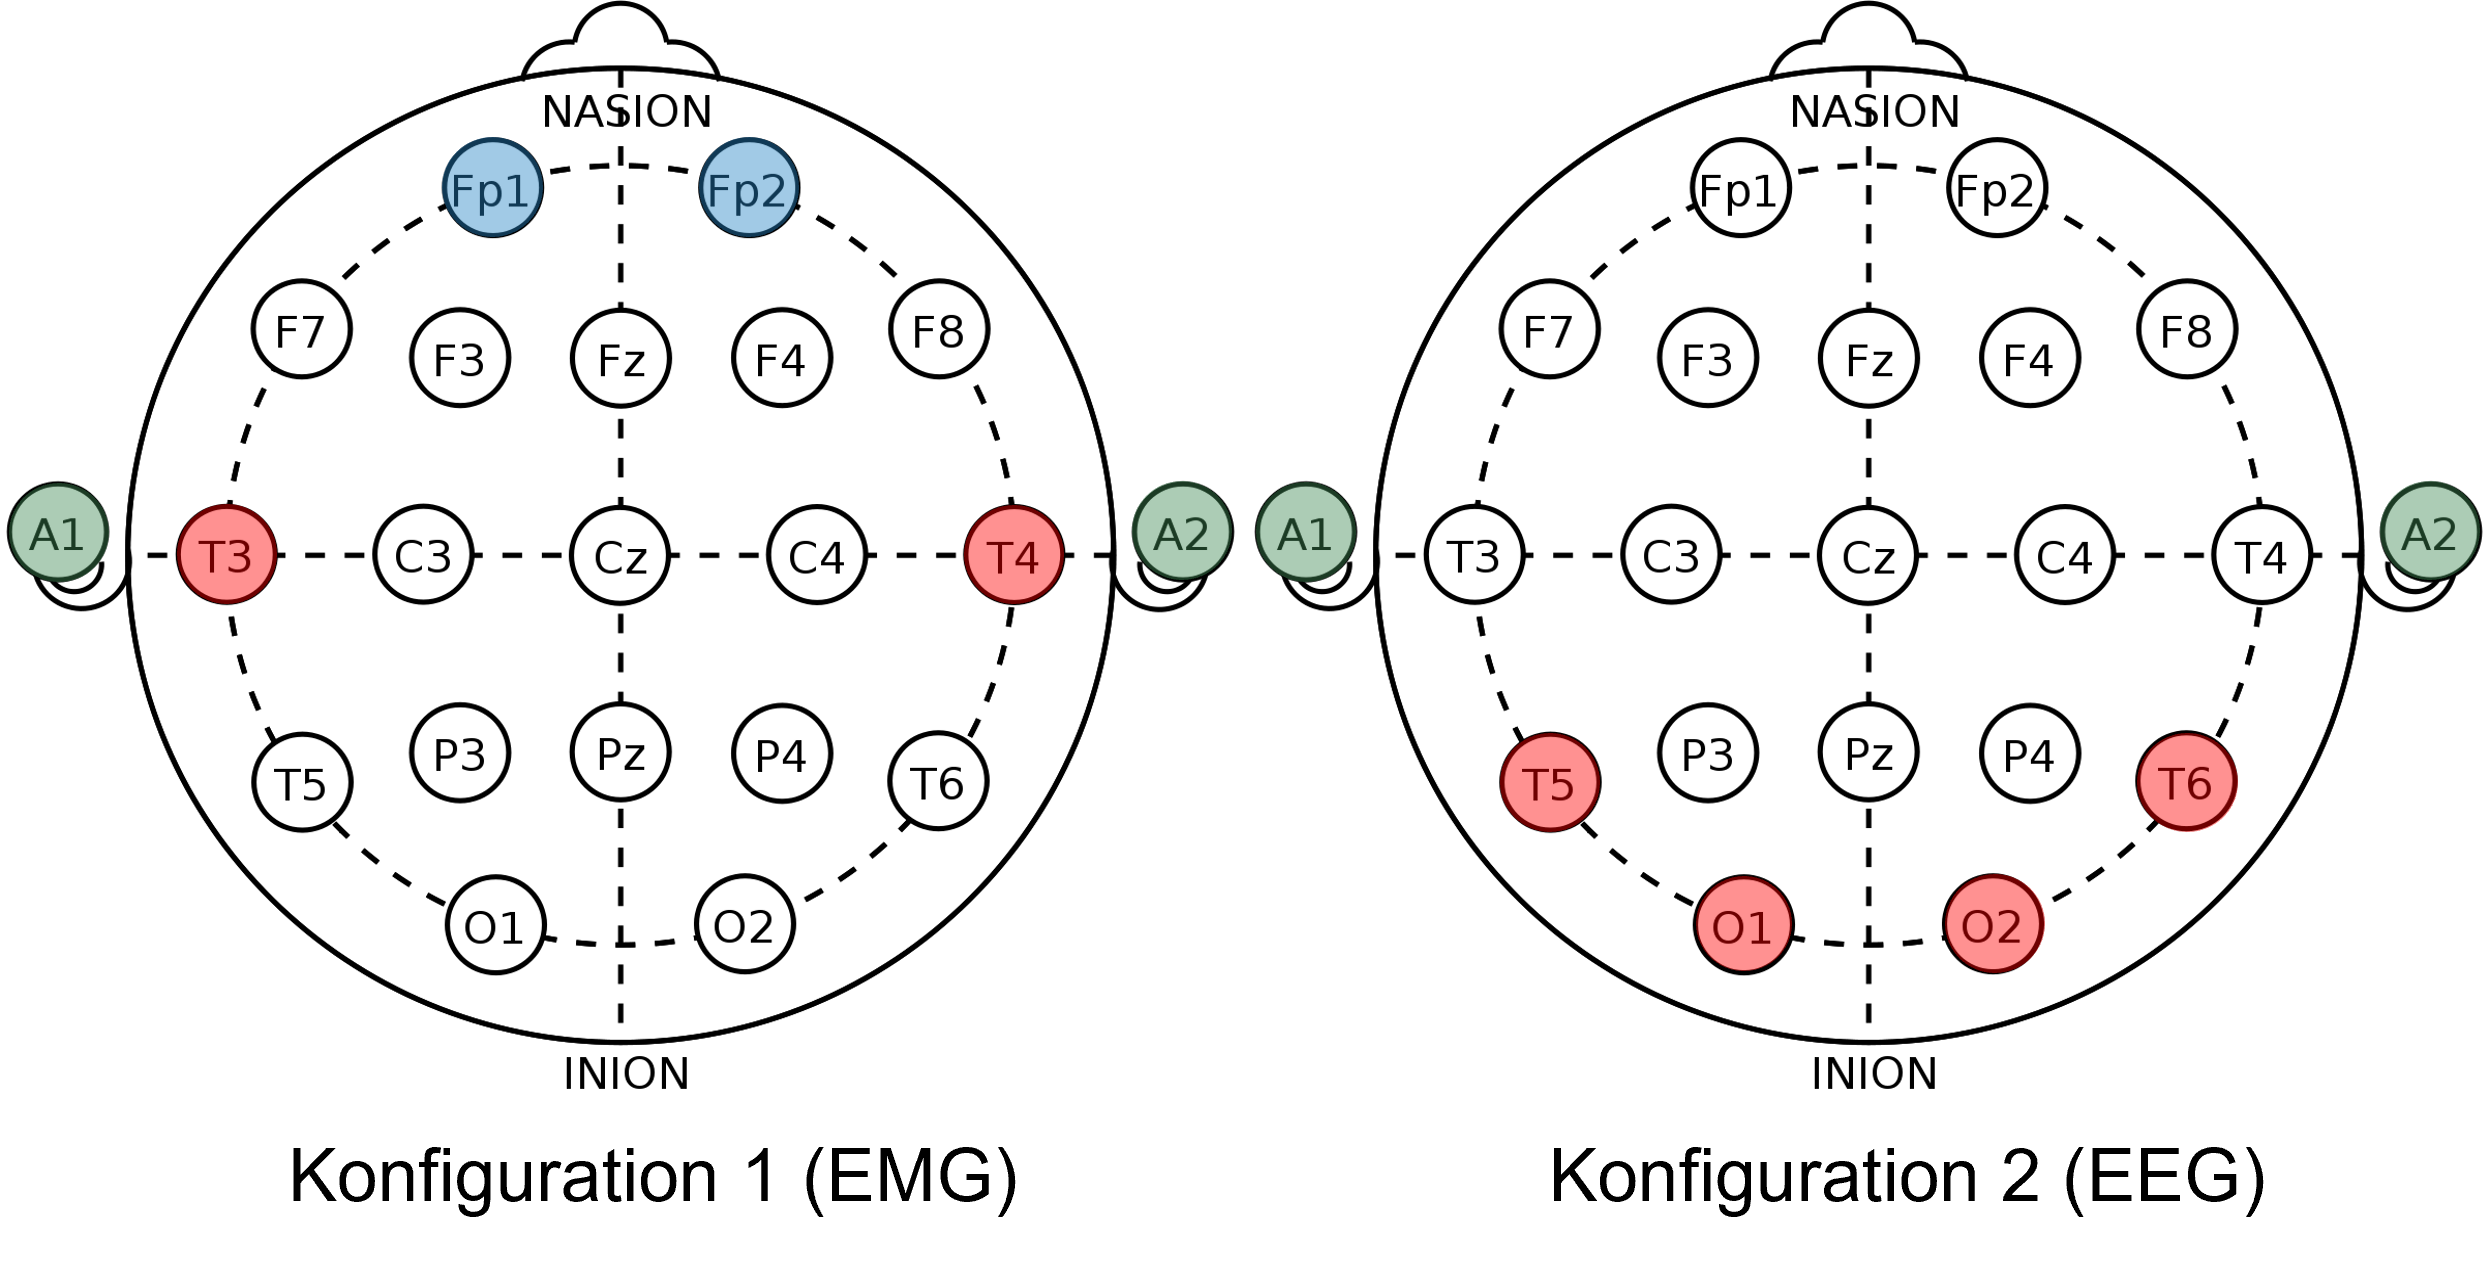 NASION
Fp1 Fp2
F7 F3 Fz F4 F8
A1 T3 C3 Cz C4 T4 A2
T5 P3 Pz P4 T6
O1 O2
INION
Konfiguration 1 (EMG)
NASION
Fp1 Fp2
F7 F3 Fz F4 F8
A1 T3 C3 Cz C4 T4 A2
T5 P3 Pz P4 T6
O1 O2
INION
Konfiguration 2 (EEG)